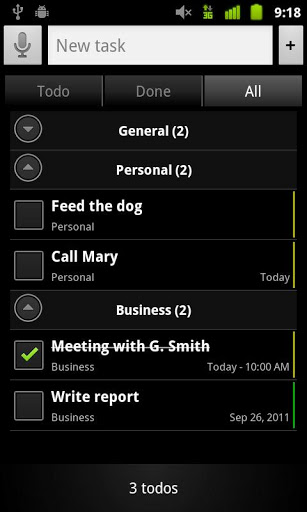 3G 9:18
New task +
Todo Done All
General (2)
Personal (2)
Feed the dog
Personal
Call Mary
Personal Today
Business (2)
Meeting with G. Smith
Business Today - 10:00 AM
Write report
Business Sep 26, 2011
3 todos